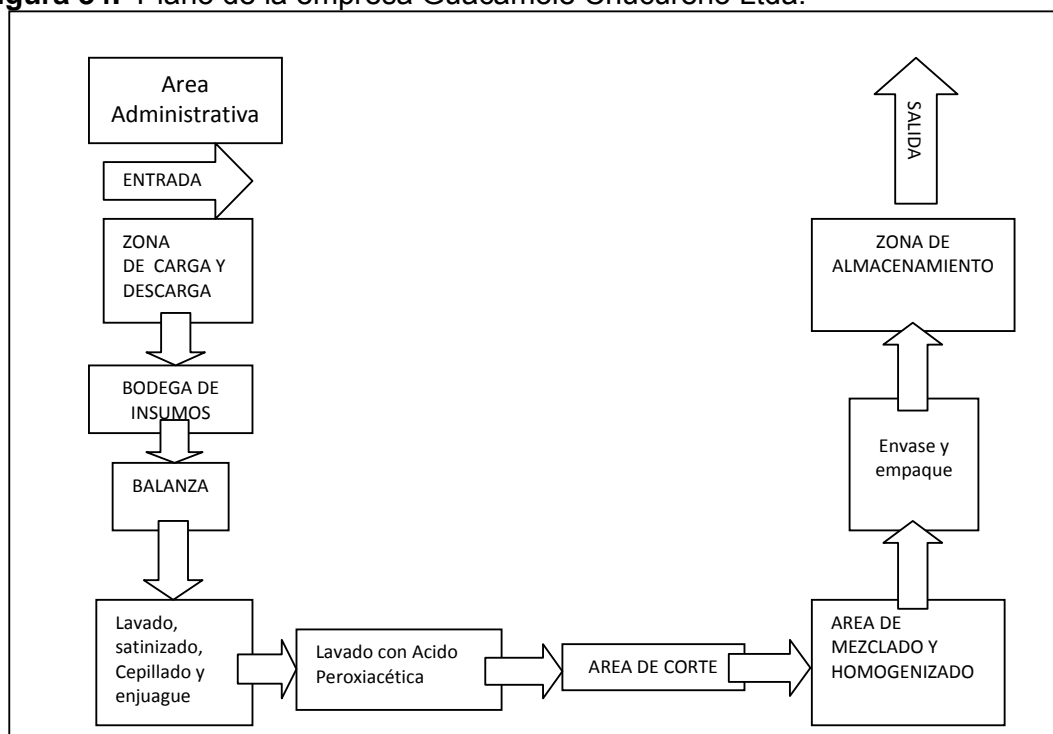 Plano de la empresa Guacamole Chucureño Ltda.
Area
Administrativa
ENTRADA
ZONA
DE CARGA Y
DESCARGA
BODEGA DE
INSUMOS
BALANZA
Lavado,
satinizado,
Cepillado y
enjuague
Lavado con Acido
Peroxiacética
AREA DE CORTE
AREA DE
MEZCLADO Y
HOMOGENIZADO
Envase y
empaque
ZONA DE
ALMACENAMIENTO
SALIDA